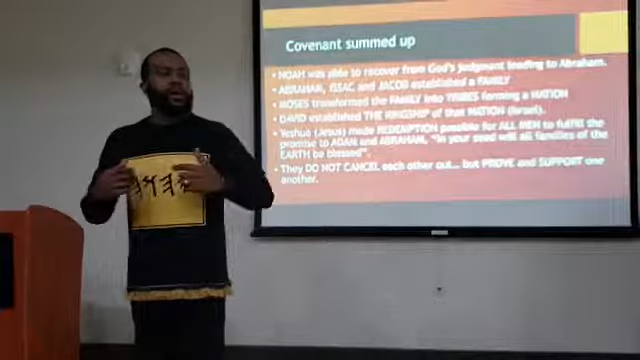 Covenant summed up
• NOAH was able to recover from God's judgment leading to Abraham.
• ABRAHAM, ISSAC and JACOB established a FAMILY
• MOSES transformed the FAMILY into TRIBES forming a NATION
• DAVID established THE KINGSHIP of that NATION (Israel).
• Yeshua (Jesus) made REDEMPTION possible for ALL MEN to fulfill the
promise to ADAM and ABRAHAM, "in your seed will all families of the
EARTH be blessed".
• They DO NOT CANCEL each other out... but PROVE and SUPPORT one
another.